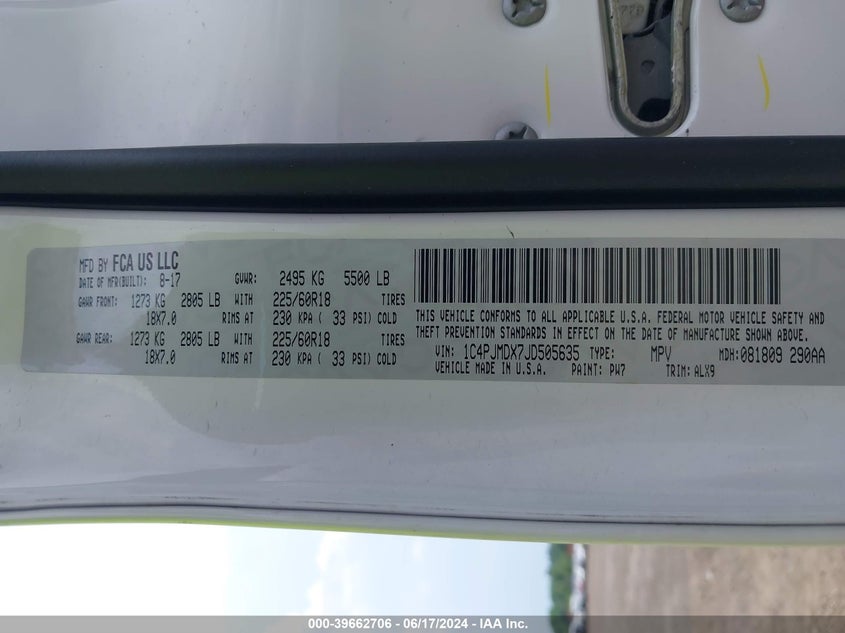 MFD BY FCA US LLC
DATE OF MFR(BUILT): 8-17 GVWR: 2495 KG 5500 LB
GAWR FRONT: 1273 KG 2805 LB WITH 225/60R18 TIRES
18X7.0 RIMS AT 230 KPA ( 33 PSI) COLD
GAWR REAR: 1273 KG 2805 LB WITH 225/60R18 TIRES
18X7.0 RIMS AT 230 KPA ( 33 PSI) COLD
THIS VEHICLE CONFORMS TO ALL APPLICABLE U.S.A. FEDERAL MOTOR VEHICLE SAFETY AND
THEFT PREVENTION STANDARDS IN EFFECT ON THE DATE OF MANUFACTURE SHOWN ABOVE.
VIN: 1C4PJMDX7JD505635 TYPE: MPV MDH: 081809 290AA
VEHICLE MADE IN U.S.A. PAINT: PW7 TRIM: ALX9
000-39662706 - 06/17/2024 - IAA Inc.